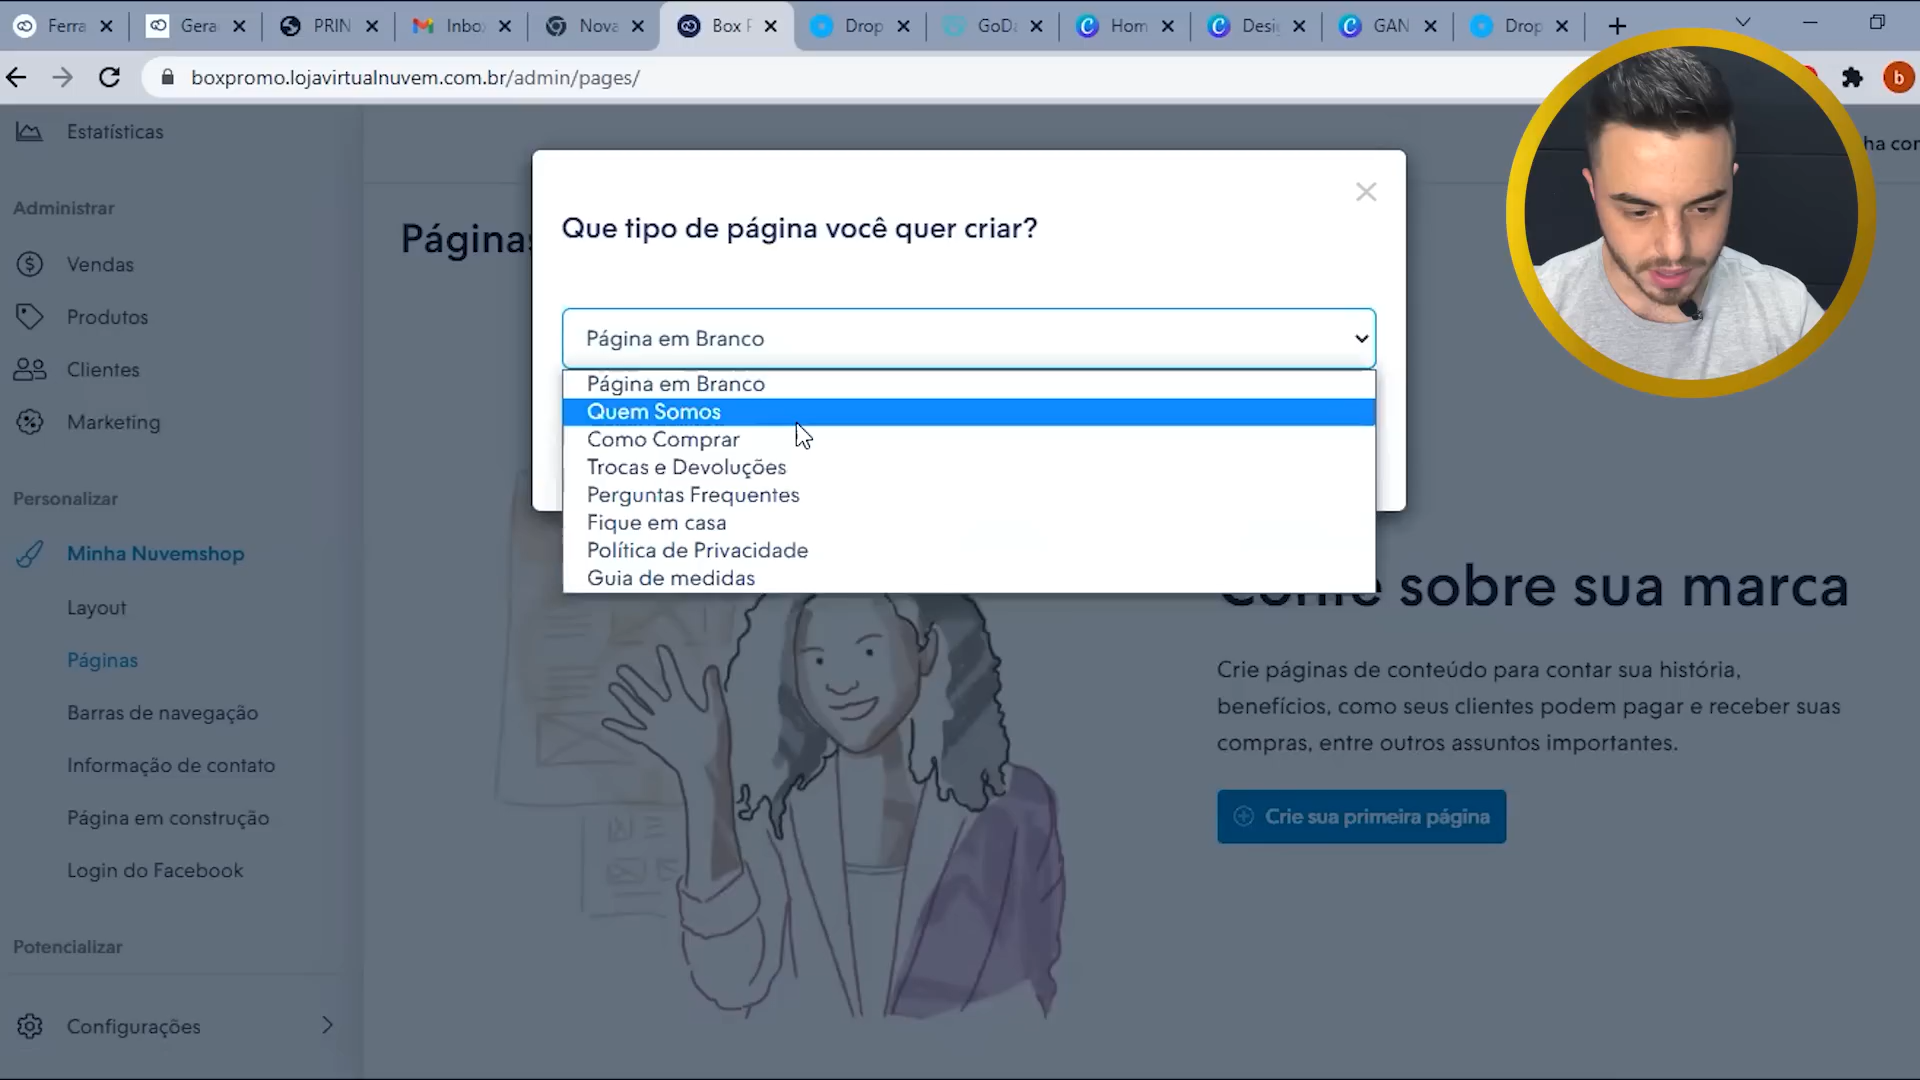 Ferra
Gera
PRIN
Inbo
Nova
Box F
Drop
GoDa
Hom
Desi
GAN
Drop
boxpromo.lojavirtualnuvem.com.br/admin/pages/
b
Estatísticas
ha con
Administrar
Páginas
Que tipo de página você quer criar?
Vendas
Produtos
Página em Branco
Clientes
Página em Branco
Quem Somos
Marketing
Como Comprar
Trocas e Devoluções
Personalizar
Perguntas Frequentes
Fique em casa
Minha Nuvemshop
Política de Privacidade
Guia de medidas
Conte sobre sua marca
Layout
Páginas
Crie páginas de conteúdo para contar sua história,
benefícios, como seus clientes podem pagar e receber suas
compras, entre outros assuntos importantes.
Barras de navegação
Informação de contato
Página em construção
Crie sua primeira página
Login do Facebook
Potencializar
Configurações